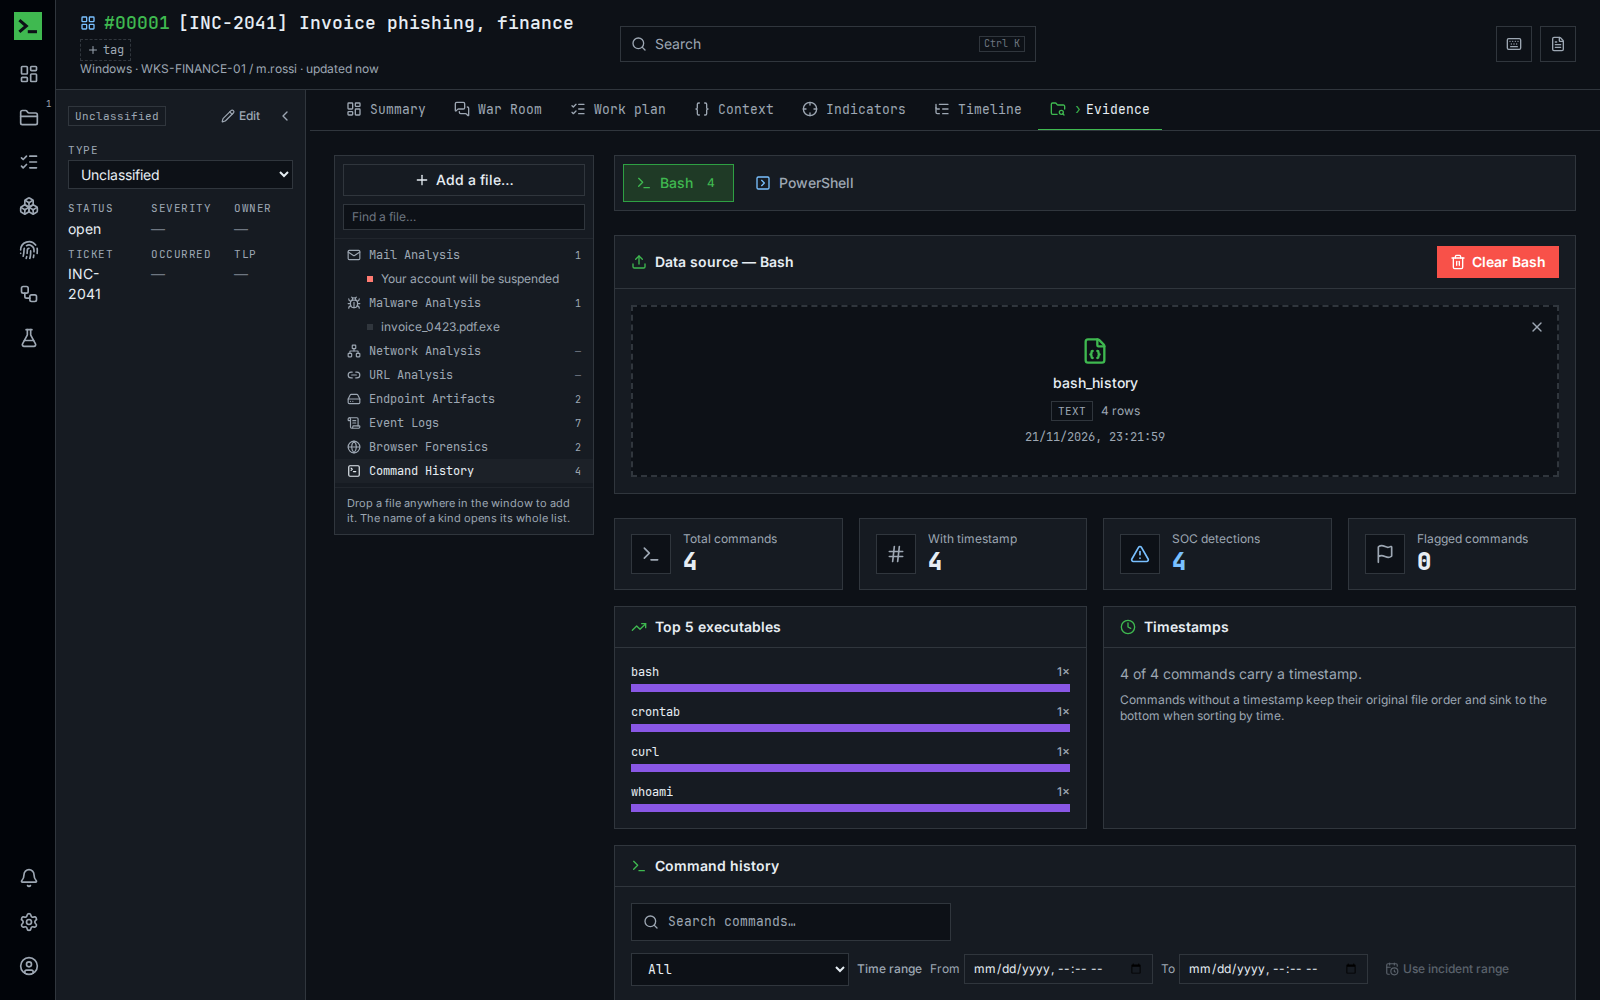 #00001 [INC-2041] Invoice phishing, finance
+ tag
Windows · WKS-FINANCE-01 / m.rossi · updated now
Search
Ctrl K
1
Unclassified
Edit
TYPE
Unclassified
STATUS SEVERITY OWNER
open — —
TICKET OCCURRED TLP
INC-2041 — —
Summary
War Room
Work plan
Context
Indicators
Timeline
› Evidence
+ Add a file...
Find a file...
Mail Analysis 1
Your account will be suspended
Malware Analysis 1
invoice_0423.pdf.exe
Network Analysis –
URL Analysis –
Endpoint Artifacts 2
Event Logs 7
Browser Forensics 2
Command History 4
Drop a file anywhere in the window to add
it. The name of a kind opens its whole list.
Bash 4
PowerShell
Data source — Bash
Clear Bash
bash_history
TEXT 4 rows
21/11/2026, 23:21:59
Total commands
4
With timestamp
4
SOC detections
4
Flagged commands
0
Top 5 executables
bash 1×
crontab 1×
curl 1×
whoami 1×
Timestamps
4 of 4 commands carry a timestamp.
Commands without a timestamp keep their original file order and sink to the
bottom when sorting by time.
Command history
Search commands…
All
Time range From mm/dd/yyyy, --:-- -- To mm/dd/yyyy, --:-- -- Use incident range